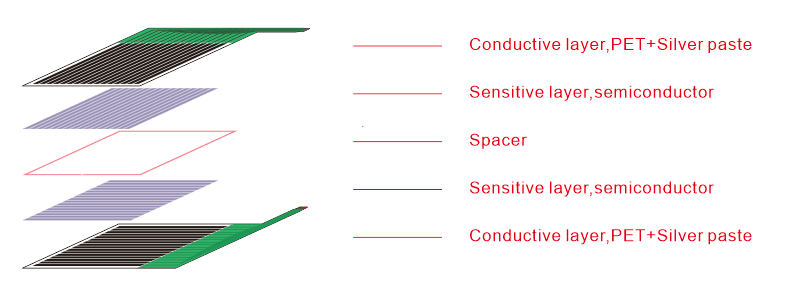 Conductive layer,PET+Silver paste
Sensitive layer,semiconductor
Spacer
Sensitive layer,semiconductor
Conductive layer,PET+Silver paste